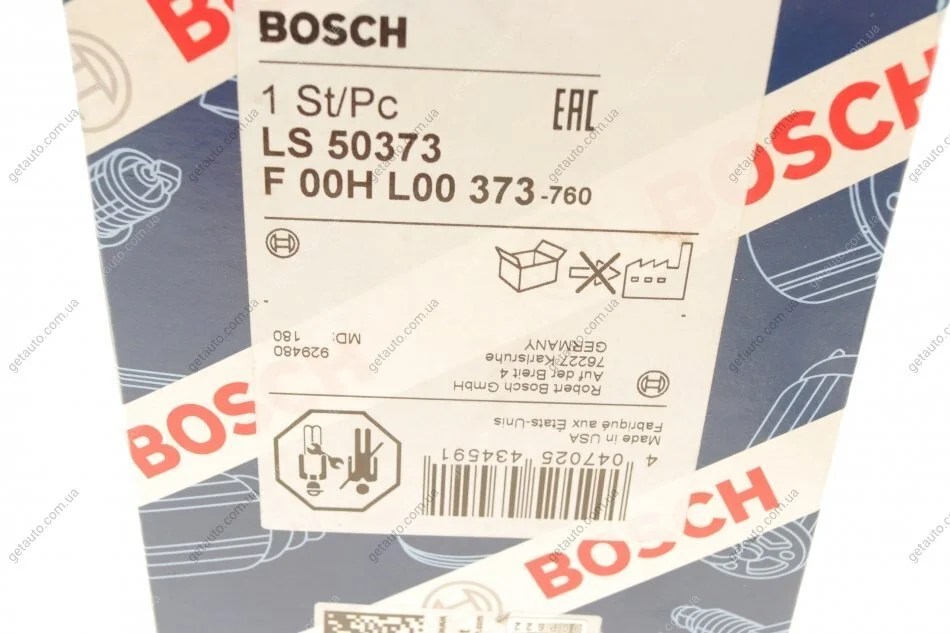 BOSCH
1 St/Pc
EAC
LS 50373
F 00H L00 373-760
929480
MD: 180
Robert Bosch GmbH
Auf der Breit 4
76227 Karlsruhe
GERMANY
Made in USA
Fabriqué aux États-Unis
4 047025 434591
BOSCH
BOSCH
BOSCH
getauto.com.ua